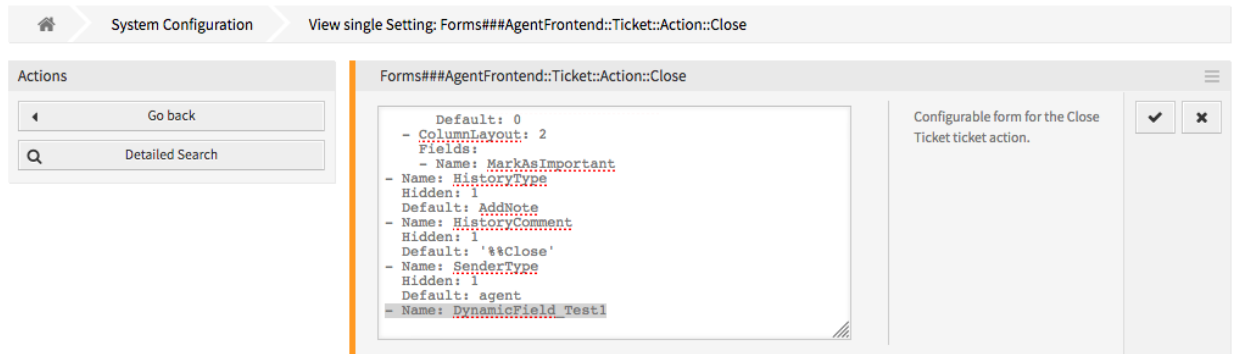 System Configuration View single Setting: Forms###AgentFrontend::Ticket::Action::Close
Actions
Go back
Detailed Search
Forms###AgentFrontend::Ticket::Action::Close
Default: 0
- ColumnLayout: 2
Fields:
- Name: MarkAsImportant
- Name: HistoryType
Hidden: 1
Default: AddNote
- Name: HistoryComment
Hidden: 1
Default: '%%Close'
- Name: SenderType
Hidden: 1
Default: agent
- Name: DynamicField_Test1
Configurable form for the Close
Ticket ticket action.